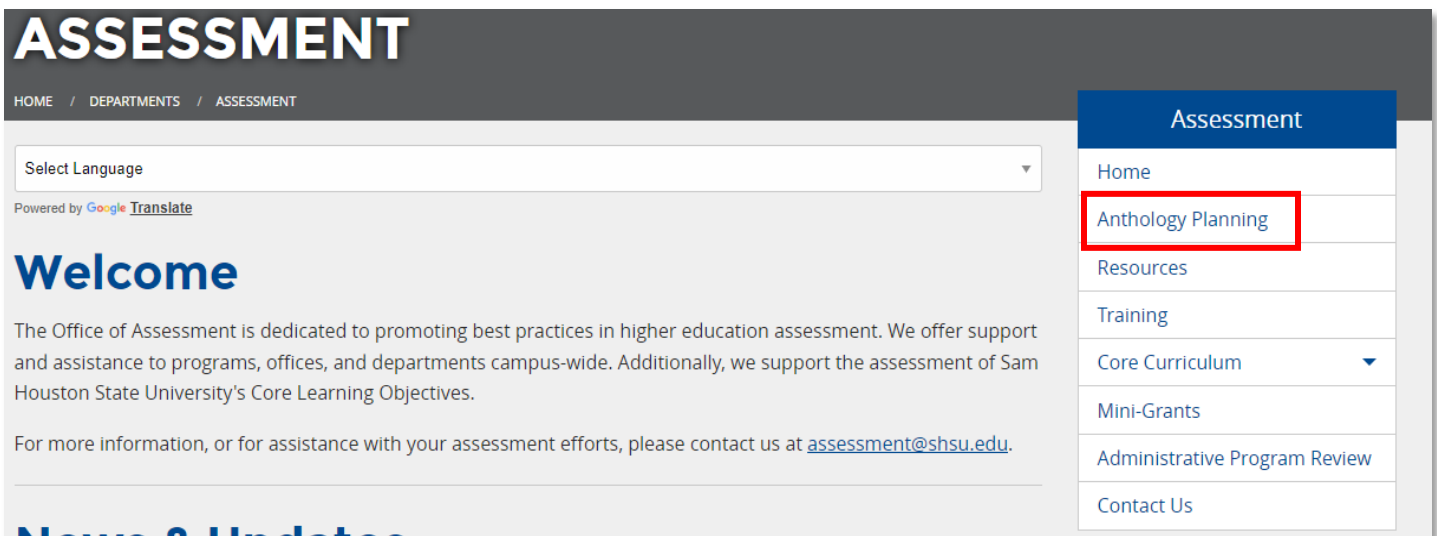 ASSESSMENT
HOME / DEPARTMENTS / ASSESSMENT
Select Language
Powered by Google Translate
Welcome
The Office of Assessment is dedicated to promoting best practices in higher education assessment. We offer support
and assistance to programs, offices, and departments campus-wide. Additionally, we support the assessment of Sam
Houston State University's Core Learning Objectives.
For more information, or for assistance with your assessment efforts, please contact us at assessment@shsu.edu.
News & Updates
Assessment
Home
Anthology Planning
Resources
Training
Core Curriculum
Mini-Grants
Administrative Program Review
Contact Us